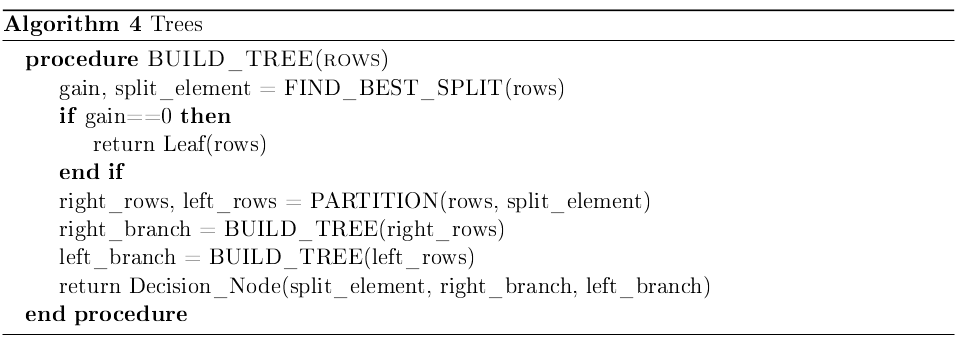 Algorithm 4 Trees
procedure BUILD_TREE(ROWS)
gain, split_element = FIND_BEST_SPLIT(rows)
if gain==0 then
return Leaf(rows)
end if
right_rows, left_rows = PARTITION(rows, split_element)
right_branch = BUILD_TREE(right_rows)
left_branch = BUILD_TREE(left_rows)
return Decision_Node(split_element, right_branch, left_branch)
end procedure